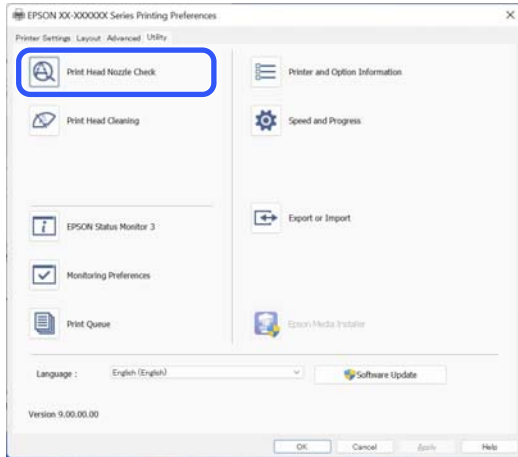 EPSON XX-XXXXXX Series Printing Preferences
Printer Settings Layout Advanced Utility
Print Head Nozzle Check
Printer and Option Information
Print Head Cleaning
Speed and Progress
EPSON Status Monitor 3
Export or Import
Monitoring Preferences
Print Queue
Epson Media Installer
Language : English (English)
Software Update
Version 9.00.00.00
OK Cancel Apply Help